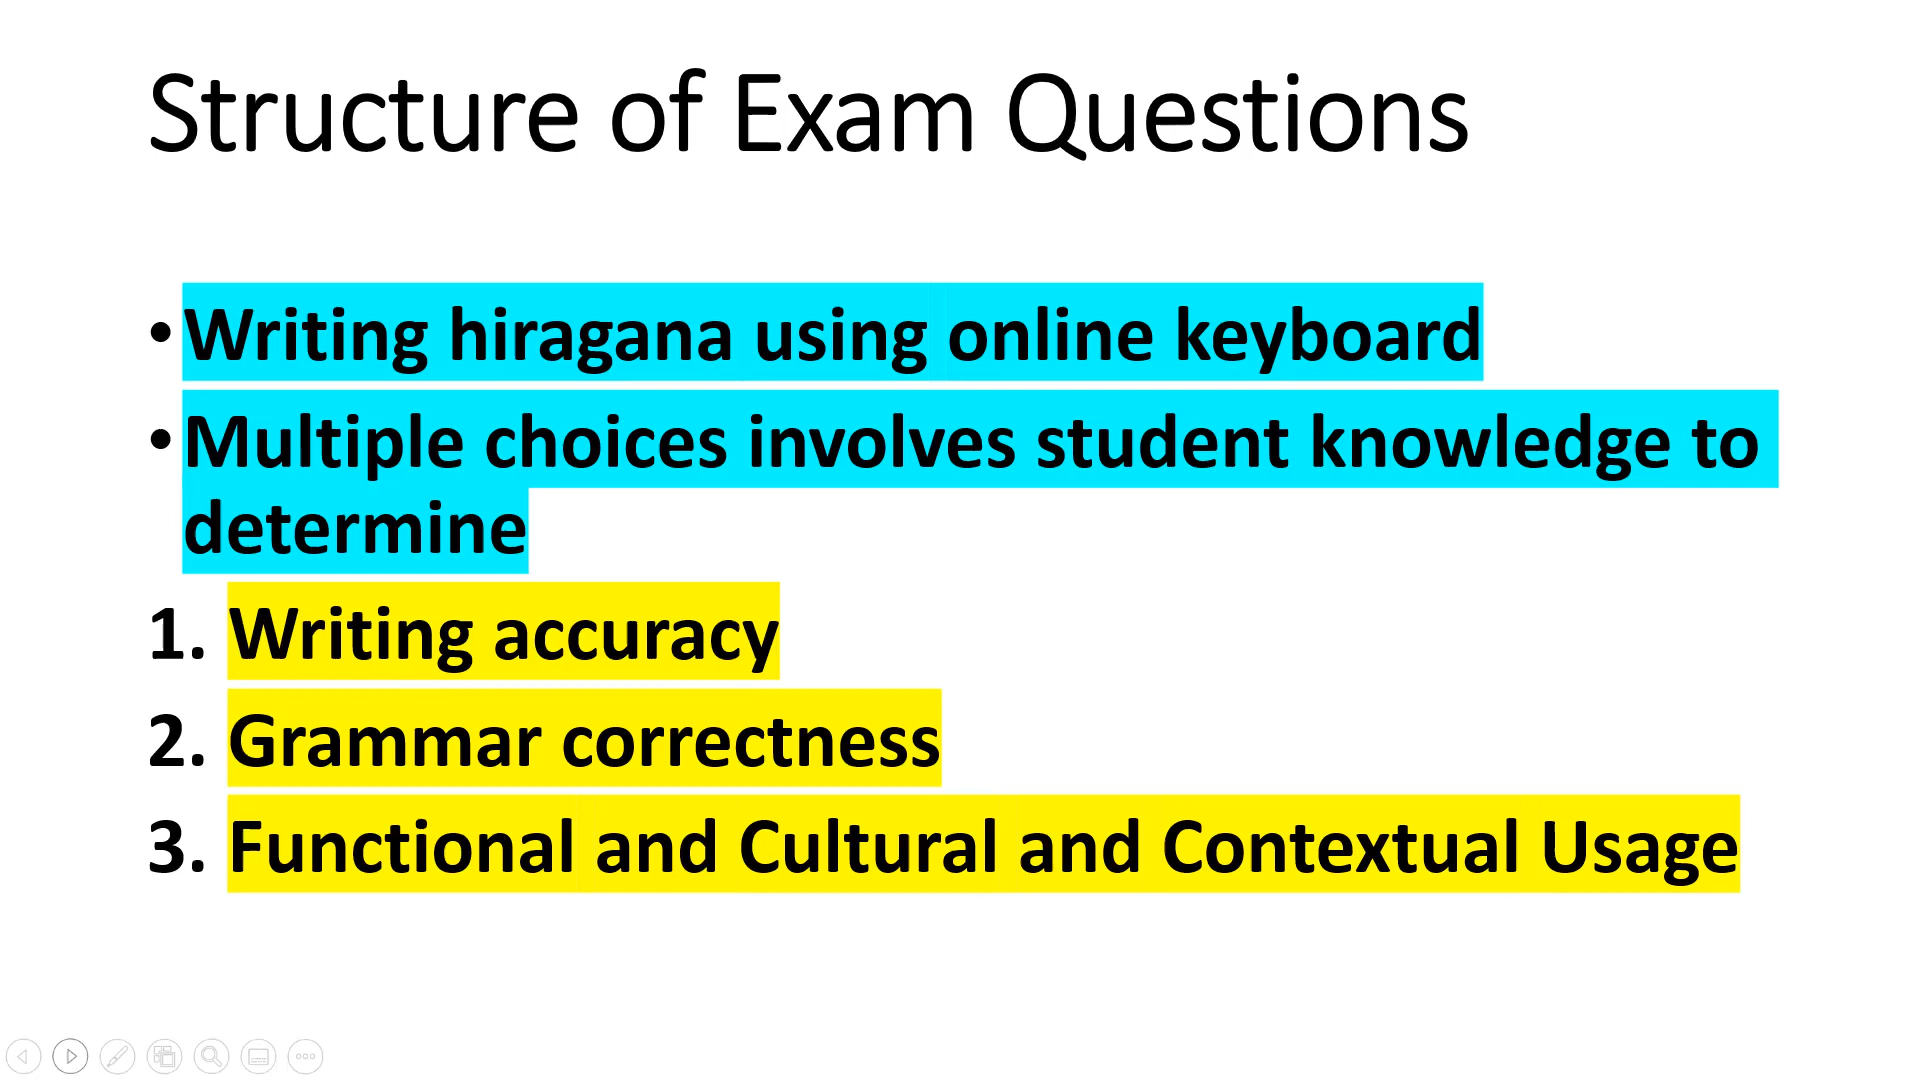 Structure of Exam Questions
• Writing hiragana using online keyboard
• Multiple choices involves student knowledge to
determine
1. Writing accuracy
2. Grammar correctness
3. Functional and Cultural and Contextual Usage